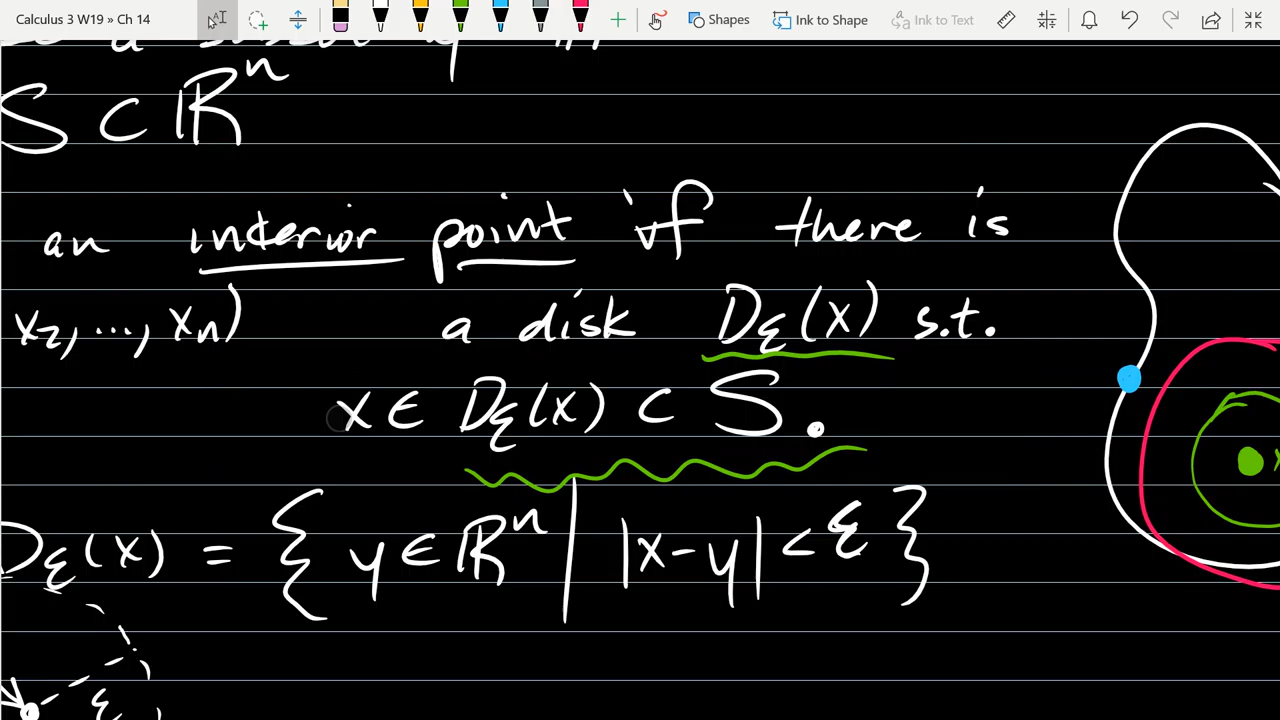 Calculus 3 W19 » Ch 14
Shapes Ink to Shape Ink to Text
S ⊂ ℝⁿ
an interior point if there is
x₂, ..., xₙ) a disk D_ε(x) s.t.
x ∈ D_ε(x) ⊂ S.
D_ε(x) = { y ∈ ℝⁿ | |x-y| < ε }
ε